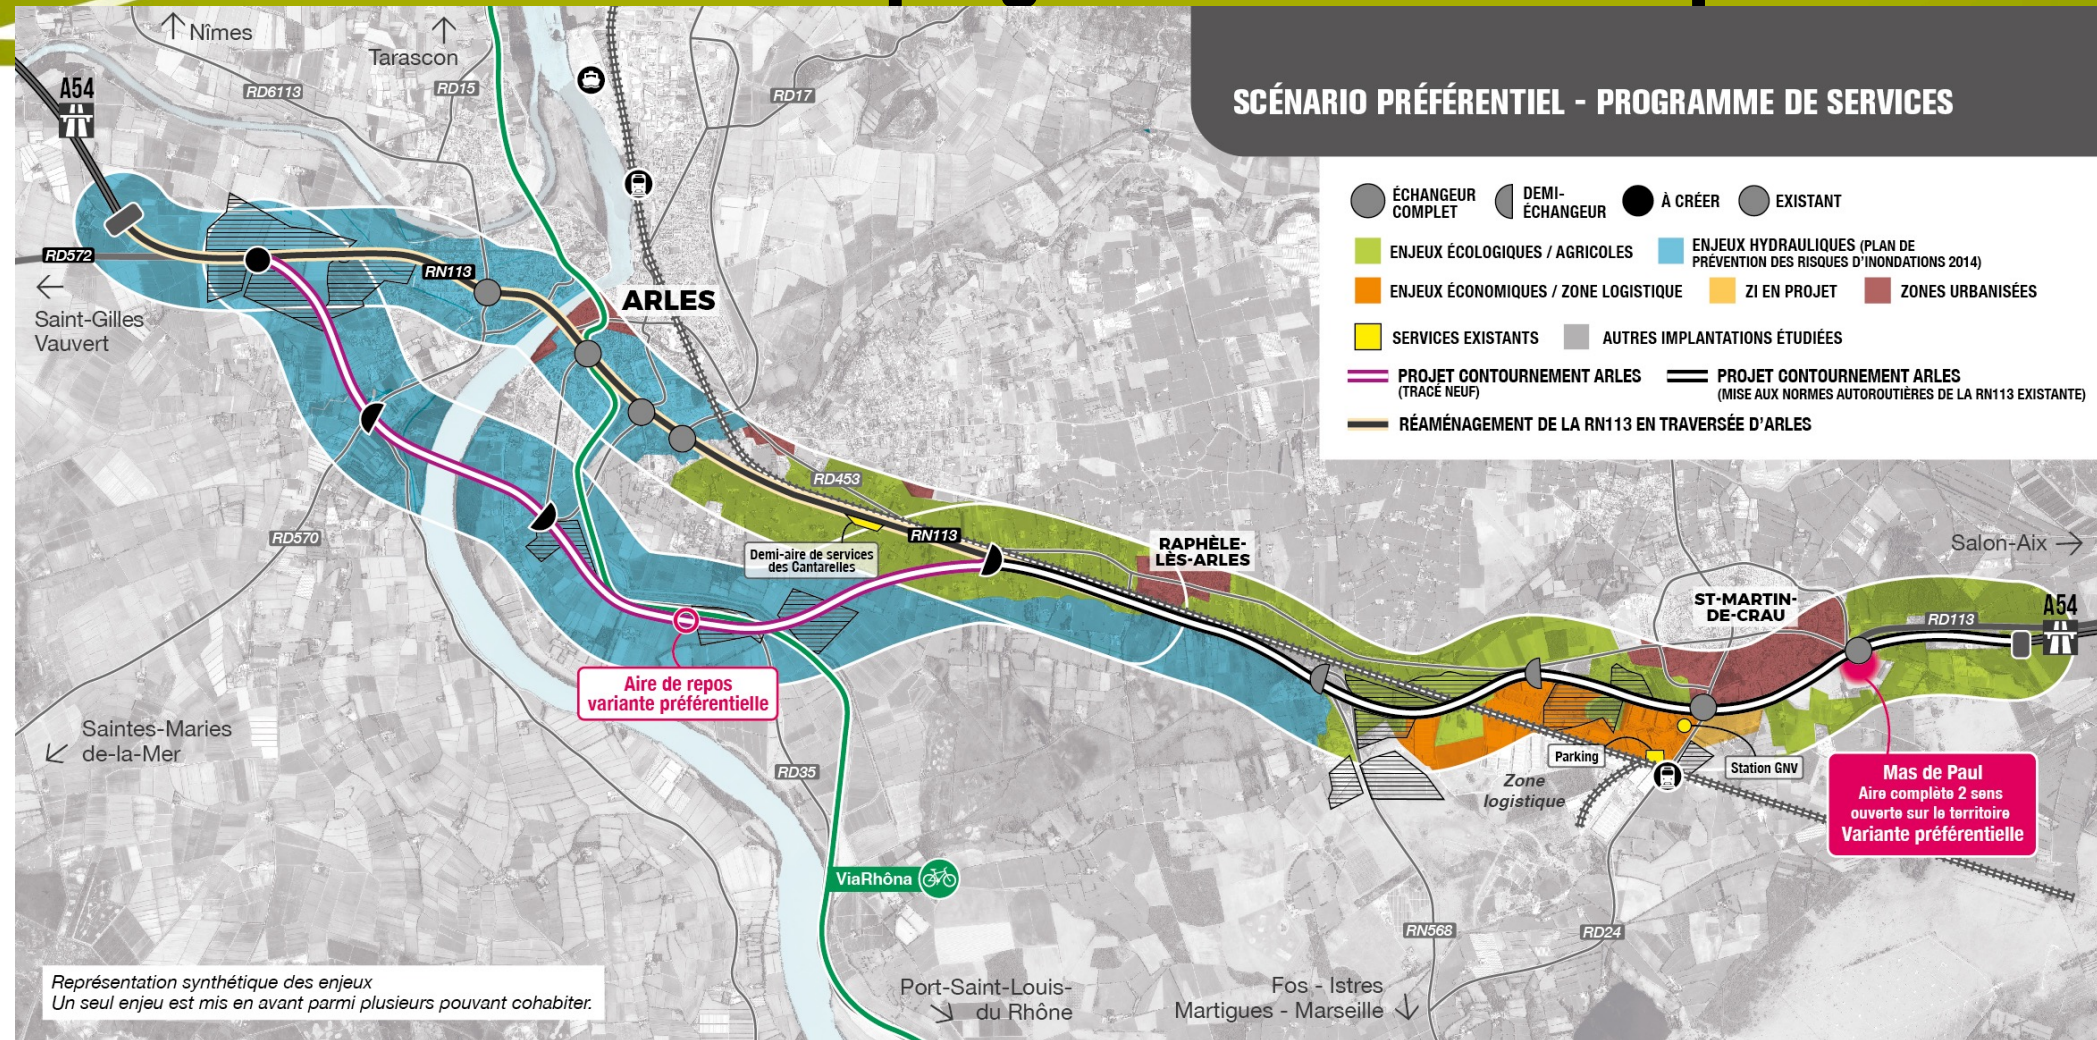 SCÉNARIO PRÉFÉRENTIEL - PROGRAMME DE SERVICES
ÉCHANGEUR
COMPLET
DEMI-
ÉCHANGEUR
À CRÉER
EXISTANT
ENJEUX ÉCOLOGIQUES / AGRICOLES
ENJEUX HYDRAULIQUES (PLAN DE
PRÉVENTION DES RISQUES D'INONDATIONS 2014)
ENJEUX ÉCONOMIQUES / ZONE LOGISTIQUE
ZI EN PROJET
ZONES URBANISÉES
SERVICES EXISTANTS
AUTRES IMPLANTATIONS ÉTUDIÉES
PROJET CONTOURNEMENT ARLES
(TRACÉ NEUF)
PROJET CONTOURNEMENT ARLES
(MISE AUX NORMES AUTOROUTIÈRES DE LA RN113 EXISTANTE)
RÉAMÉNAGEMENT DE LA RN113 EN TRAVERSÉE D'ARLES
Nîmes
Tarascon
A54
RD6113
RD15
RD17
RD572
RN113
ARLES
Saint-Gilles
Vauvert
RD453
RN113
RD570
Demi-aire de services
des Cantarelles
RAPHÈLE-
LÈS-ARLES
Salon-Aix
ST-MARTIN-
DE-CRAU
A54
RD113
Aire de repos
variante préférentielle
Saintes-Maries
de-la-Mer
RD35
Parking
Station GNV
Zone
logistique
Mas de Paul
Aire complète 2 sens
ouverte sur le territoire
Variante préférentielle
ViaRhôna
RN568
RD24
Représentation synthétique des enjeux
Un seul enjeu est mis en avant parmi plusieurs pouvant cohabiter.
Port-Saint-Louis-
du Rhône
Fos - Istres
Martigues - Marseille